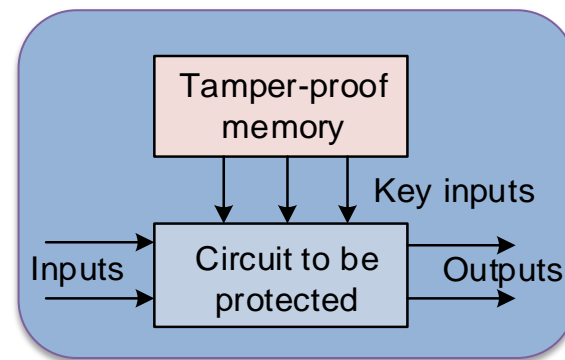 Tamper-proof
memory
Key inputs
Inputs
Circuit to be
protected
Outputs